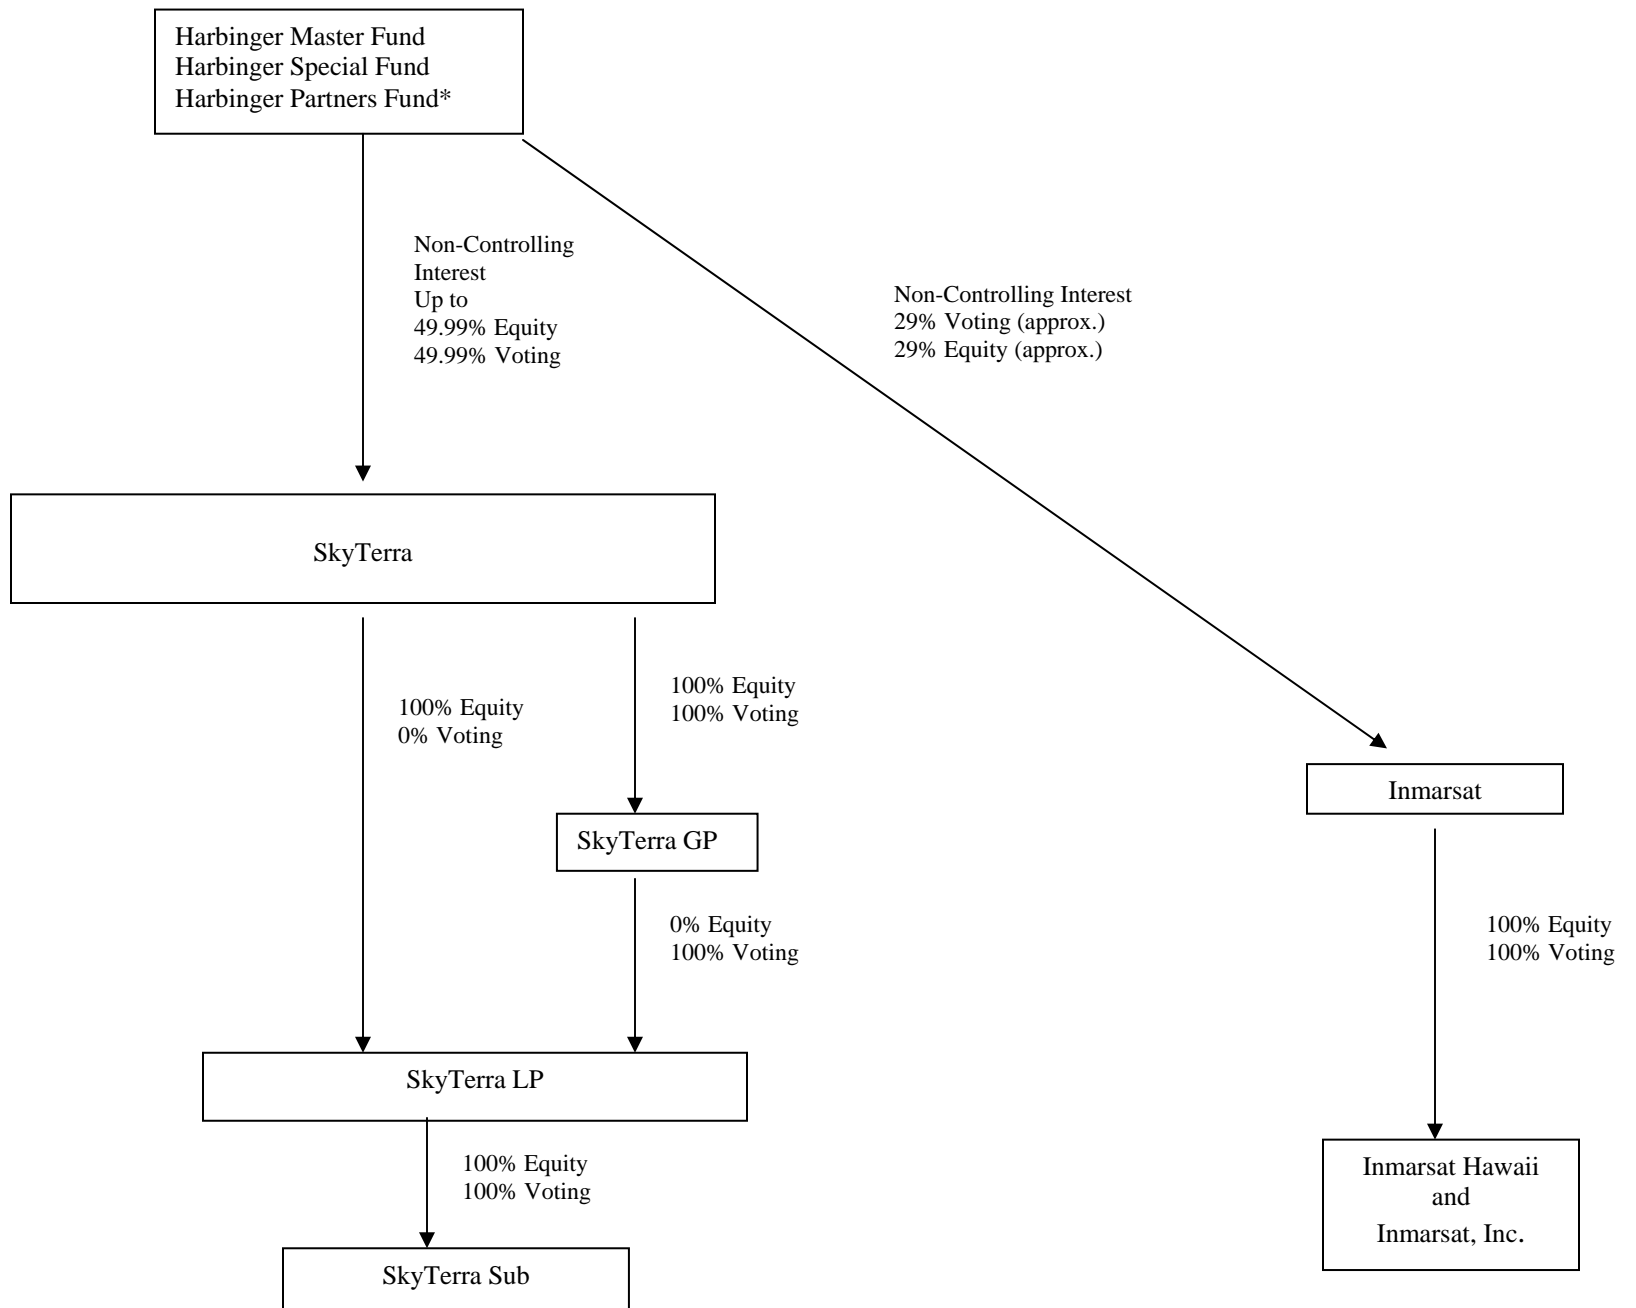 Harbinger Master Fund
Harbinger Special Fund
Harbinger Partners Fund*
Non-Controlling
Interest
Up to
49.99% Equity
49.99% Voting
Non-Controlling Interest
29% Voting (approx.)
29% Equity (approx.)
SkyTerra
100% Equity
0% Voting
100% Equity
100% Voting
Inmarsat
SkyTerra GP
0% Equity
100% Voting
100% Equity
100% Voting
SkyTerra LP
100% Equity
100% Voting
Inmarsat Hawaii
and
Inmarsat, Inc.
SkyTerra Sub